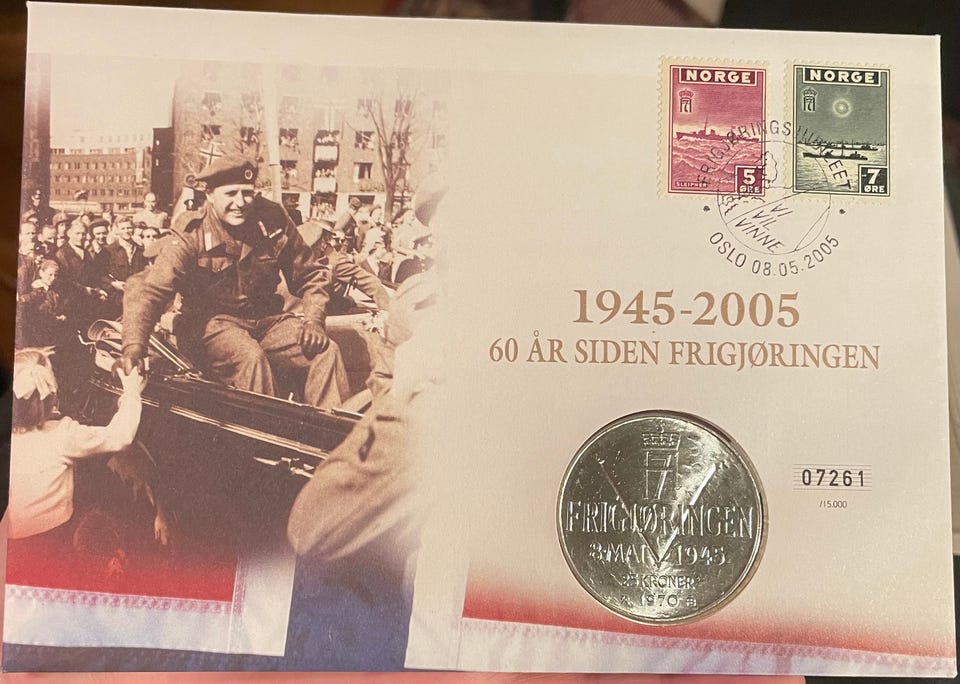 NORGE
5 ØRE
SLEIPNER
NORGE
7 ØRE
FRIGJØRINGSJUBILEET
VI
VIL
VINNE
OSLO 08.05.2005
1945-2005
60 ÅR SIDEN FRIGJØRINGEN
FRIGJØRINGEN
8·MAI 1945
25 KRONER
1970
07261
/15.000